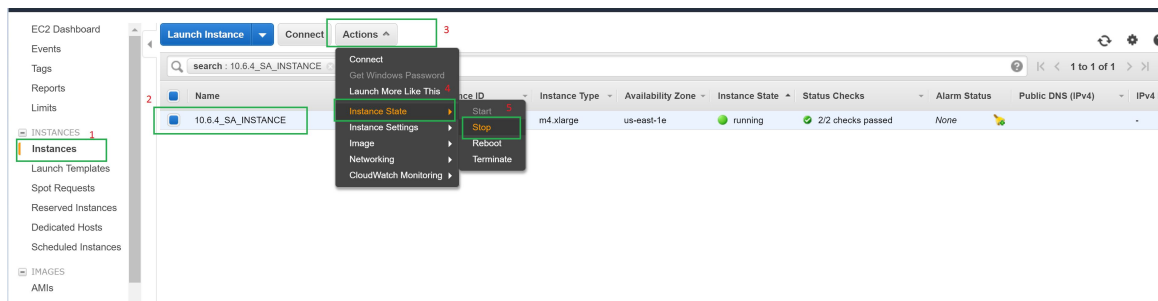 EC2 Dashboard
Events
Tags
Reports
Limits
INSTANCES 1
Instances
Launch Templates
Spot Requests
Reserved Instances
Dedicated Hosts
Scheduled Instances
IMAGES
AMIs
Launch Instance Connect Actions 3
search : 10.6.4_SA_INSTANCE 1 to 1 of 1
2 Name nce ID Instance Type Availability Zone Instance State Status Checks Alarm Status Public DNS (IPv4) IPv4
10.6.4_SA_INSTANCE m4.xlarge us-east-1e running 2/2 checks passed None -
Connect
Get Windows Password
Launch More Like This 4
Instance State
Instance Settings
Image
Networking
CloudWatch Monitoring
Start 5
Stop
Reboot
Terminate